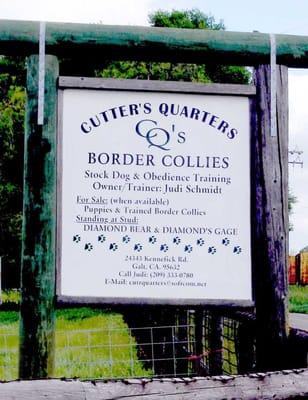 CUTTER'S QUARTERS
CQ's
BORDER COLLIES
Stock Dog & Obedience Training
Owner/Trainer: Judi Schmidt
For Sale: (when available)
Puppies & Trained Border Collies
Standing at Stud:
DIAMOND BEAR & DIAMOND'S GAGE
24343 Kennefick Rd.
Galt, CA. 95632
Call Judi: (209) 333-0780
E-Mail: cutrquarters@softcom.net